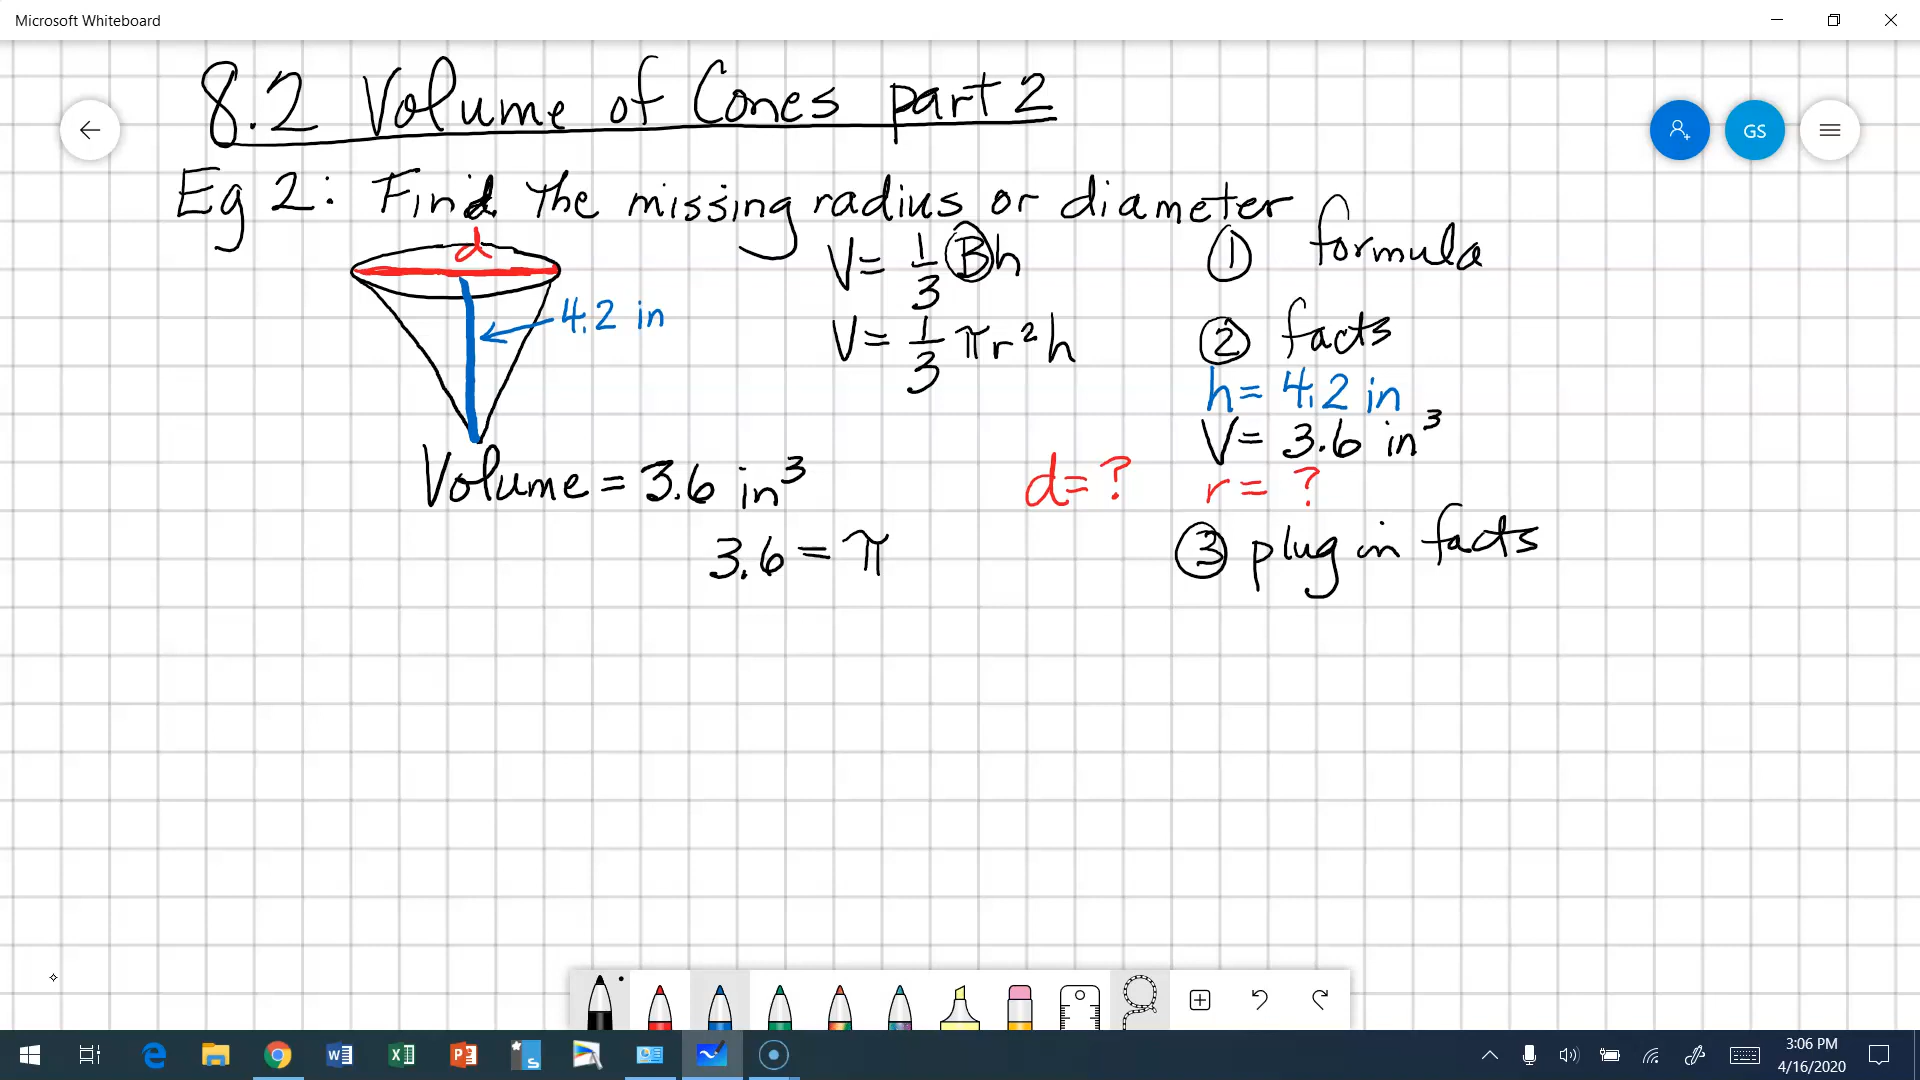 Microsoft Whiteboard
8.2 Volume of Cones part 2
GS
Eg 2: Find the missing radius or diameter
d
4.2 in
Volume = 3.6 in³
V = 1/3 Bh
V = 1/3 πr²h
① formula
② facts
h = 4.2 in
V = 3.6 in³
d = ? r = ?
③ plug in facts
3.6 = π
3:06 PM
4/16/2020